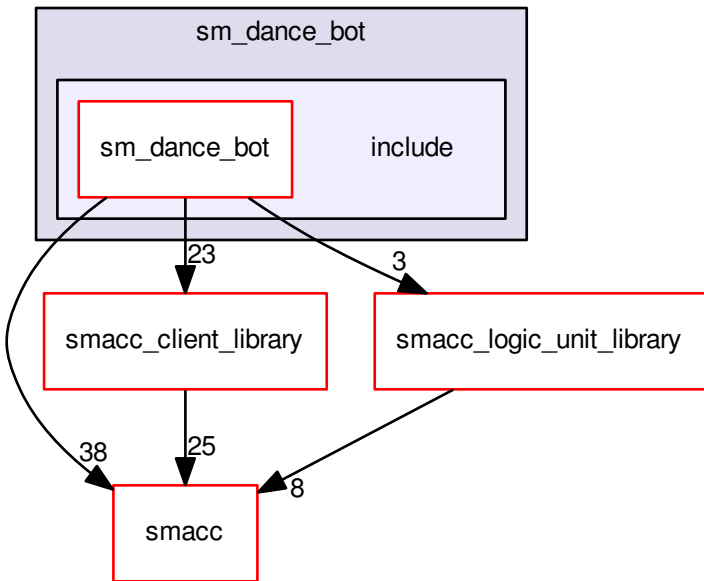 sm_dance_bot
sm_dance_bot
include
23
3
smacc_client_library
smacc_logic_unit_library
38
25
8
smacc